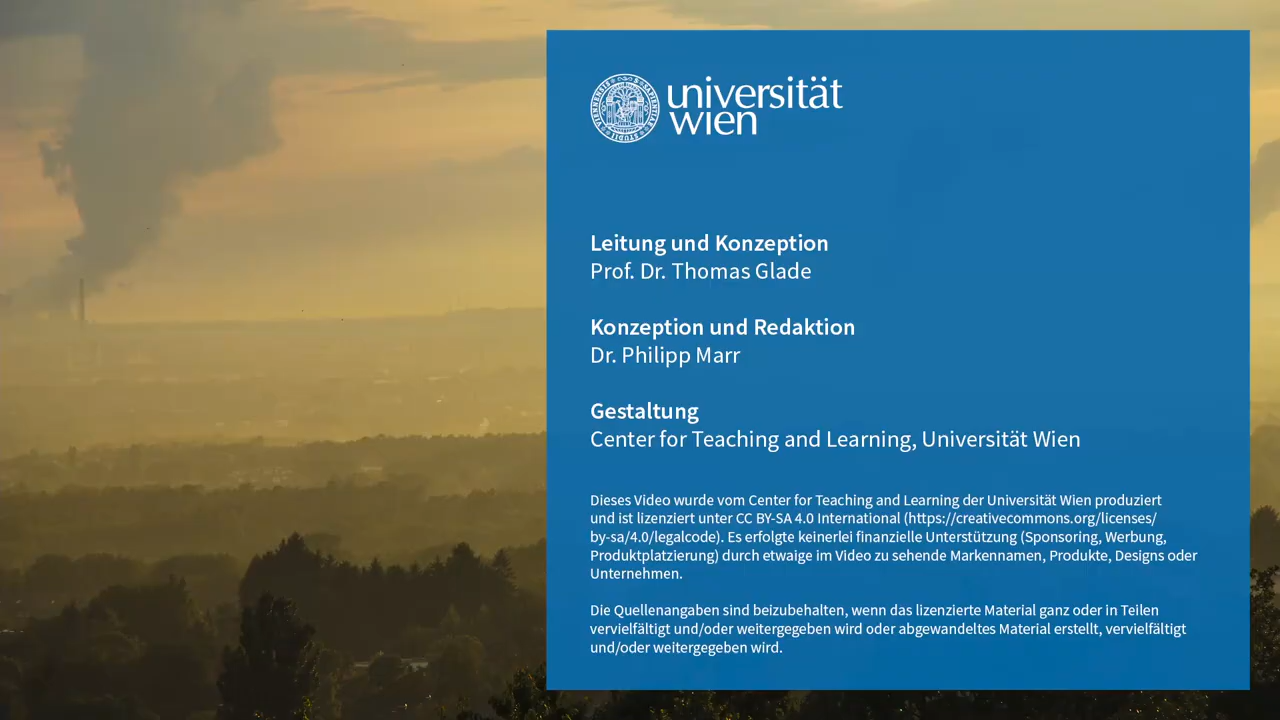 universität
wien
Leitung und Konzeption
Prof. Dr. Thomas Glade
Konzeption und Redaktion
Dr. Philipp Marr
Gestaltung
Center for Teaching and Learning, Universität Wien
Dieses Video wurde vom Center for Teaching and Learning der Universität Wien produziert
und ist lizenziert unter CC BY-SA 4.0 International (https://creativecommons.org/licenses/
by-sa/4.0/legalcode). Es erfolgte keinerlei finanzielle Unterstützung (Sponsoring, Werbung,
Produktplatzierung) durch etwaige im Video zu sehende Markennamen, Produkte, Designs oder
Unternehmen.
Die Quellenangaben sind beizubehalten, wenn das lizenzierte Material ganz oder in Teilen
vervielfältigt und/oder weitergegeben wird oder abgewandeltes Material erstellt, vervielfältigt
und/oder weitergegeben wird.